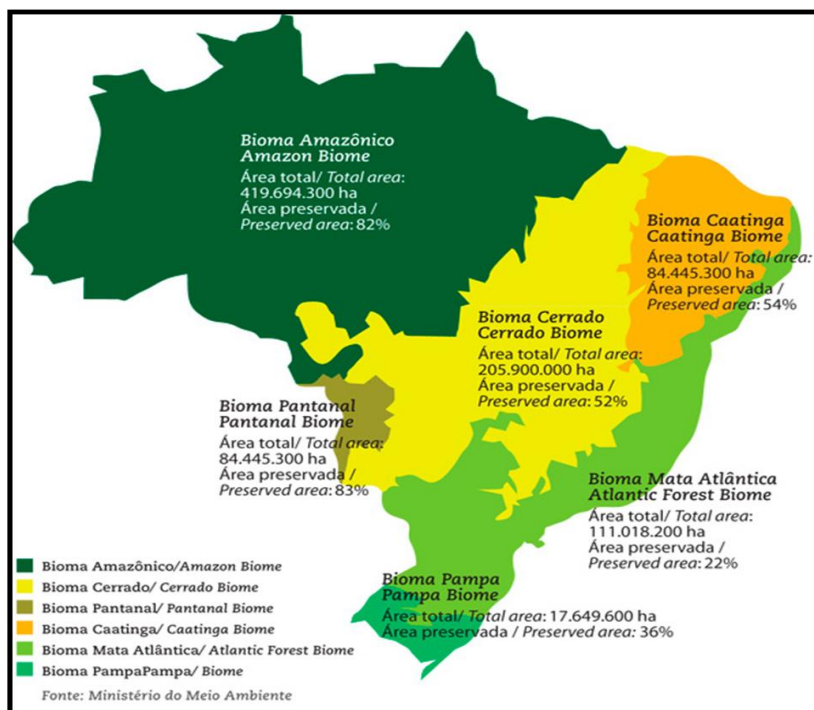 Bioma Amazônico
Amazon Biome
Área total/ Total area:
419.694.300 ha
Área preservada /
Preserved area: 82%
Bioma Caatinga
Caatinga Biome
Área total/ Total area:
84.445.300 ha
Área preservada /
Preserved area: 54%
Bioma Cerrado
Cerrado Biome
Área total/ Total area:
205.900.000 ha
Área preservada /
Preserved area: 52%
Bioma Pantanal
Pantanal Biome
Área total/ Total area:
84.445.300 ha
Área preservada /
Preserved area: 83%
Bioma Mata Atlântica
Atlantic Forest Biome
Área total/ Total area:
111.018.200 ha
Área preservada /
Preserved area: 22%
Bioma Pampa
Pampa Biome
Área total/ Total area: 17.649.600 ha
Área preservada / Preserved area: 36%
Bioma Amazônico/Amazon Biome
Bioma Cerrado/ Cerrado Biome
Bioma Pantanal/ Pantanal Biome
Bioma Caatinga/ Caatinga Biome
Bioma Mata Atlântica/ Atlantic Forest Biome
Bioma PampaPampa/ Biome
Fonte: Ministério do Meio Ambiente